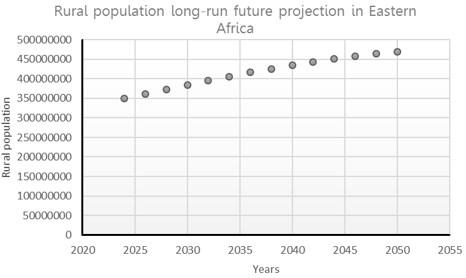 Rural population long-run future projection in Eastern
Africa
500000000
450000000
400000000
350000000
300000000
250000000
200000000
150000000
100000000
50000000
0
Rural population
2020 2025 2030 2035 2040 2045 2050 2055
Years